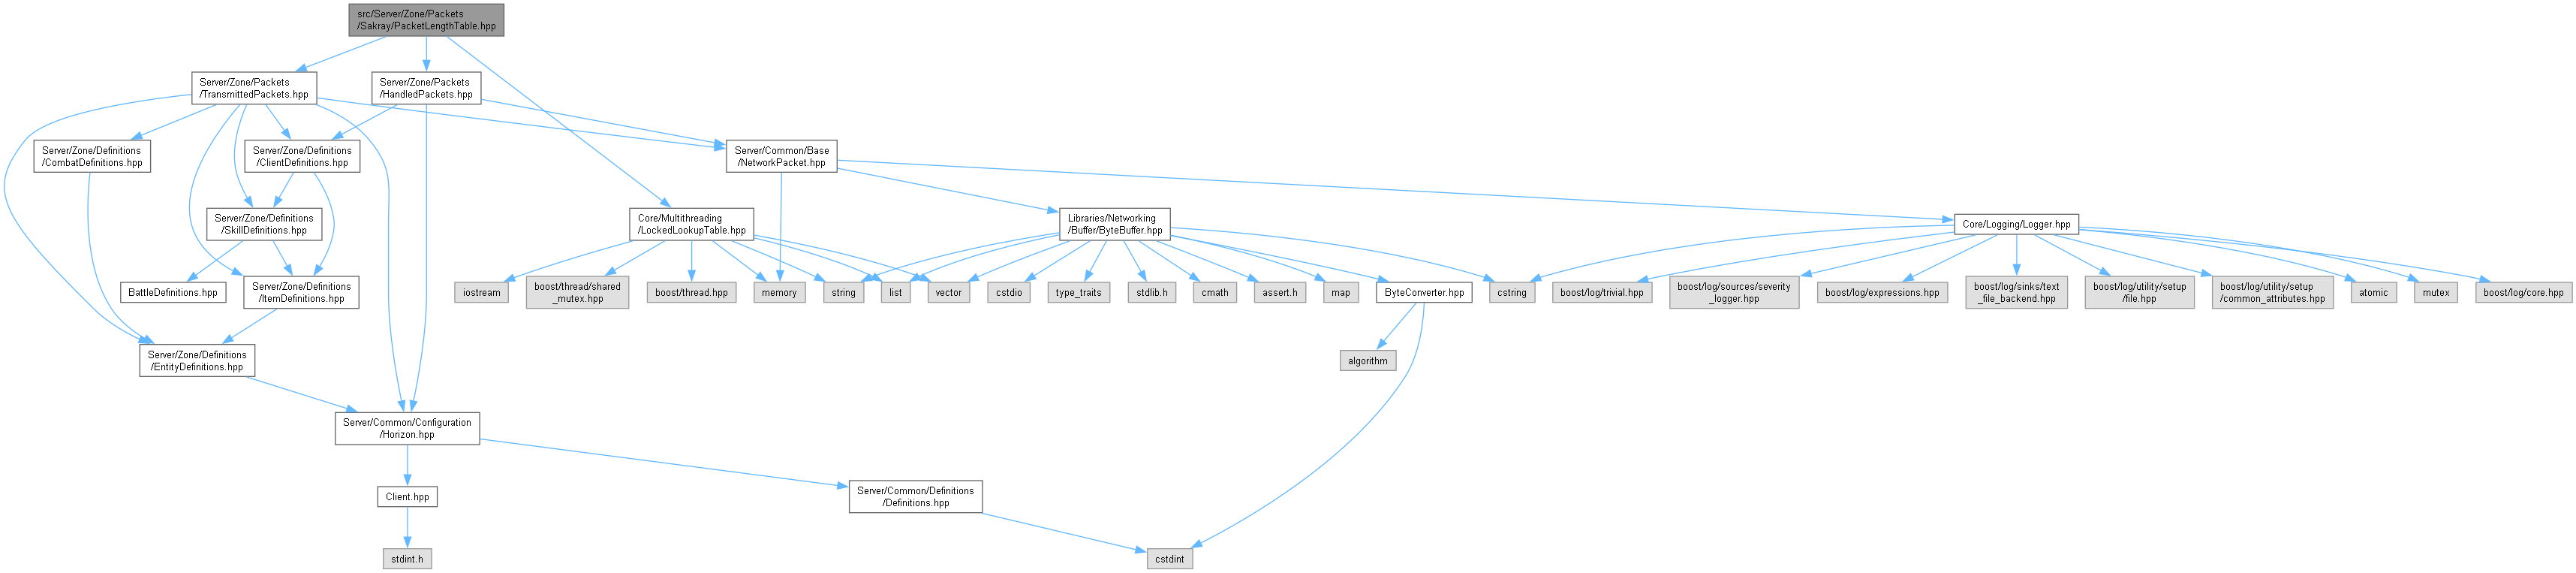 src/Server/Zone/Packets
/Sakray/PacketLengthTable.hpp
Server/Zone/Packets
/TransmittedPackets.hpp
Server/Zone/Packets
/HandledPackets.hpp
Server/Zone/Definitions
/CombatDefinitions.hpp
Server/Zone/Definitions
/ClientDefinitions.hpp
Server/Common/Base
/NetworkPacket.hpp
Server/Zone/Definitions
/SkillDefinitions.hpp
Core/Multithreading
/LockedLookupTable.hpp
Libraries/Networking
/Buffer/ByteBuffer.hpp
Core/Logging/Logger.hpp
BattleDefinitions.hpp
Server/Zone/Definitions
/ItemDefinitions.hpp
iostream
boost/thread/shared
_mutex.hpp
boost/thread.hpp
memory
string
list
vector
cstdio
type_traits
stdlib.h
cmath
assert.h
map
ByteConverter.hpp
cstring
boost/log/trivial.hpp
boost/log/sources/severity
_logger.hpp
boost/log/expressions.hpp
boost/log/sinks/text
_file_backend.hpp
boost/log/utility/setup
/file.hpp
boost/log/utility/setup
/common_attributes.hpp
atomic
mutex
boost/log/core.hpp
Server/Zone/Definitions
/EntityDefinitions.hpp
algorithm
Server/Common/Configuration
/Horizon.hpp
Client.hpp
Server/Common/Definitions
/Definitions.hpp
stdint.h
cstdint